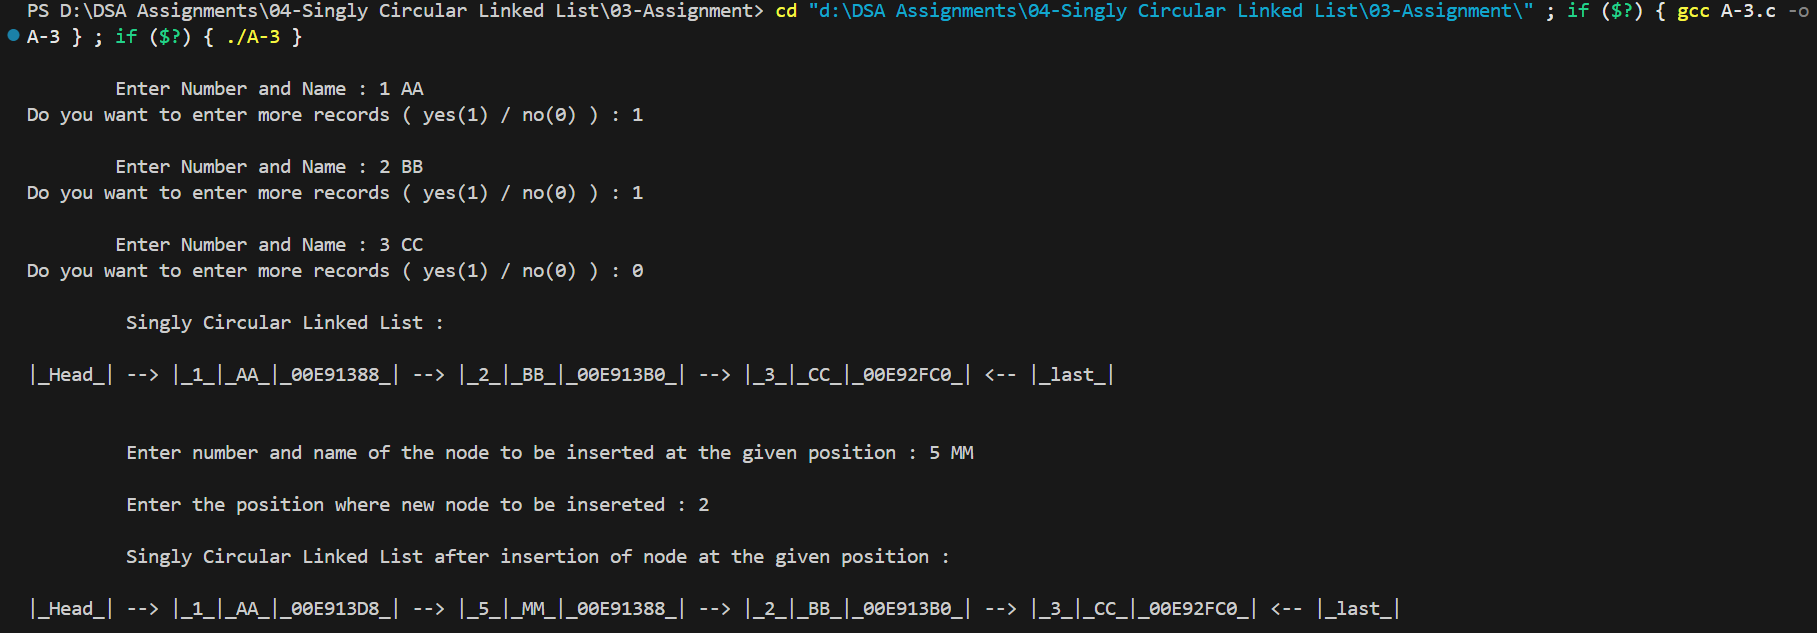 PS D:\DSA Assignments\04-Singly Circular Linked List\03-Assignment> cd "d:\DSA Assignments\04-Singly Circular Linked List\03-Assignment\" ; if ($?) { gcc A-3.c -o
A-3 } ; if ($?) { ./A-3 }
Enter Number and Name : 1 AA
Do you want to enter more records ( yes(1) / no(0) ) : 1
Enter Number and Name : 2 BB
Do you want to enter more records ( yes(1) / no(0) ) : 1
Enter Number and Name : 3 CC
Do you want to enter more records ( yes(1) / no(0) ) : 0
Singly Circular Linked List :
|_Head_| --> |_1_|_AA_|_00E91388_| --> |_2_|_BB_|_00E913B0_| --> |_3_|_CC_|_00E92FC0_| <-- |_last_|
Enter number and name of the node to be inserted at the given position : 5 MM
Enter the position where new node to be insereted : 2
Singly Circular Linked List after insertion of node at the given position :
|_Head_| --> |_1_|_AA_|_00E913D8_| --> |_5_|_MM_|_00E91388_| --> |_2_|_BB_|_00E913B0_| --> |_3_|_CC_|_00E92FC0_| <-- |_last_|